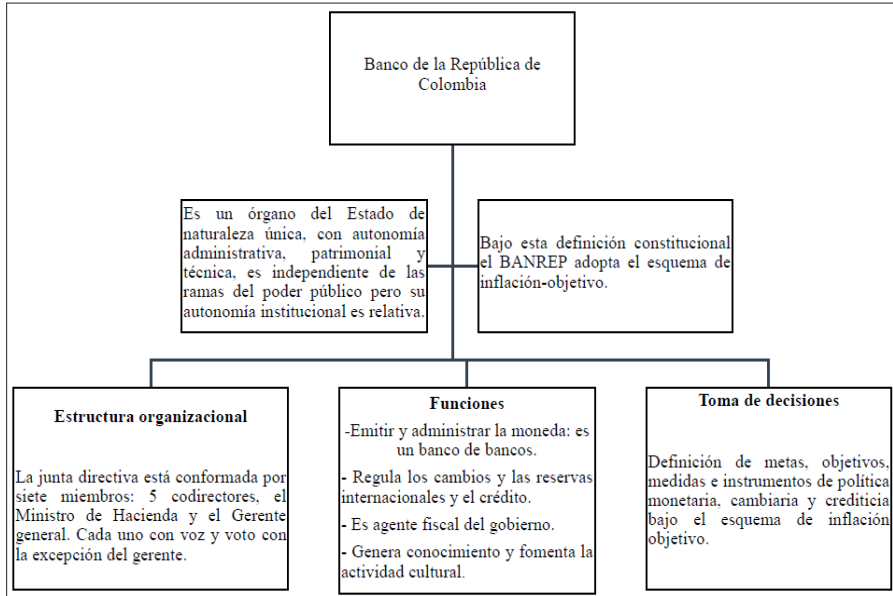 Banco de la República de
Colombia
Es un órgano del Estado de
naturaleza única, con autonomía
administrativa, patrimonial y
técnica, es independiente de las
ramas del poder público pero su
autonomía institucional es relativa.
Bajo esta definición constitucional
el BANREP adopta el esquema de
inflación-objetivo.
Estructura organizacional
La junta directiva está conformada por
siete miembros: 5 codirectores, el
Ministro de Hacienda y el Gerente
general. Cada uno con voz y voto con
la excepción del gerente.
Funciones
-Emitir y administrar la moneda: es
un banco de bancos.
- Regula los cambios y las reservas
internacionales y el crédito.
- Es agente fiscal del gobierno.
- Genera conocimiento y fomenta la
actividad cultural.
Toma de decisiones
Definición de metas, objetivos,
medidas e instrumentos de política
monetaria, cambiaria y crediticia
bajo el esquema de inflación
objetivo.